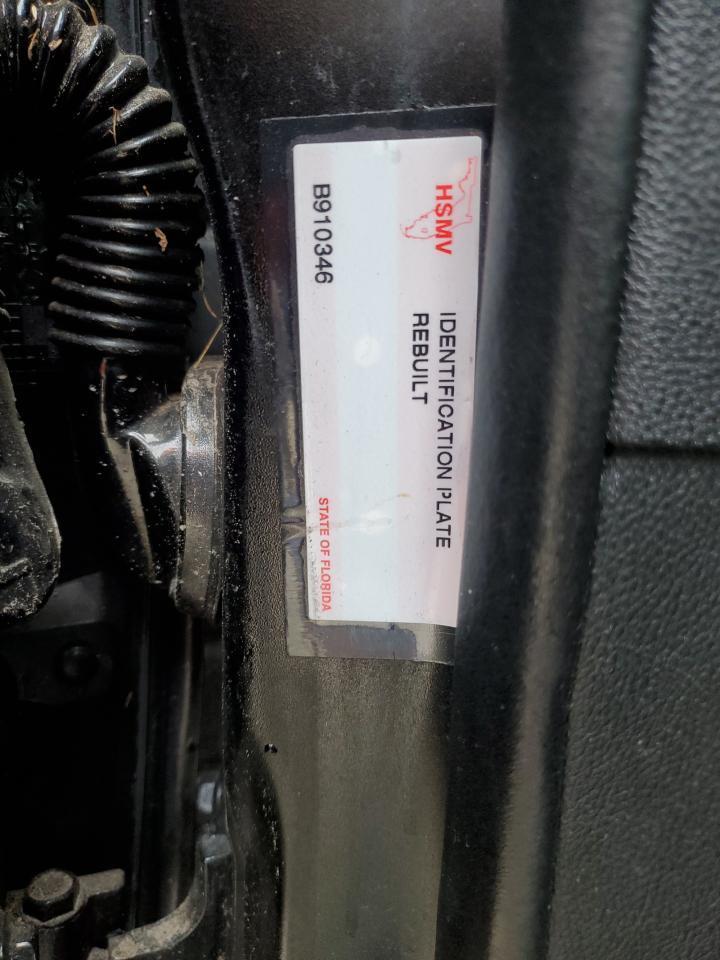 HSMV
IDENTIFICATION PLATE
REBUILT
B910346
STATE OF FLORIDA